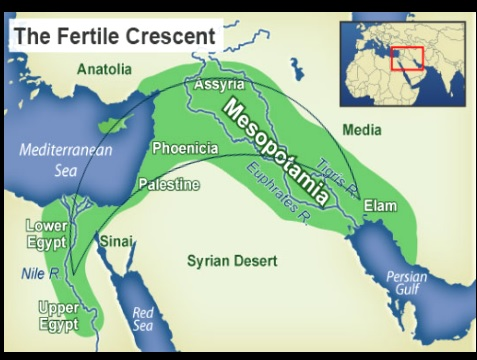 The Fertile Crescent
Anatolia
Assyria
Mesopotamia
Media
Mediterranean
Sea
Phoenicia
Tigris R.
Palestine
Euphrates R.
Elam
Lower
Egypt
Sinai
Syrian Desert
Nile R.
Persian
Gulf
Upper
Egypt
Red
Sea